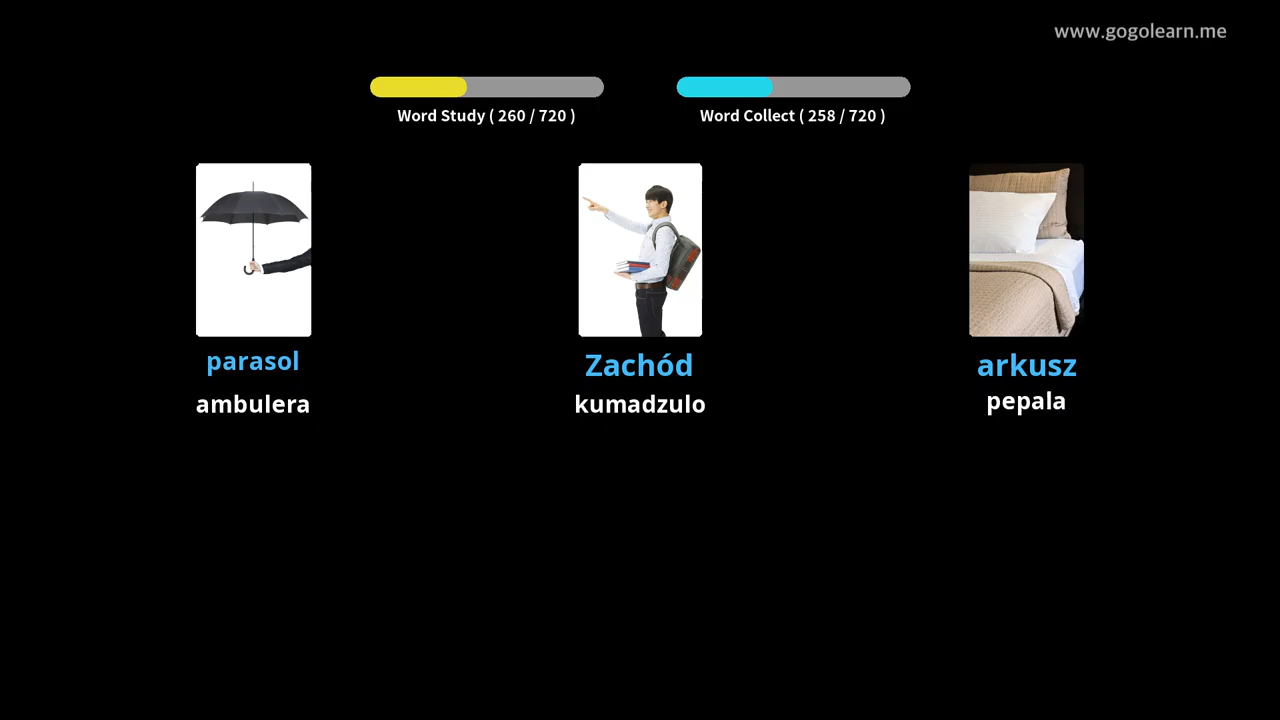 www.gogolearn.me
Word Study ( 260 / 720 )
Word Collect ( 258 / 720 )
parasol
ambulera
Zachód
kumadzulo
arkusz
pepala